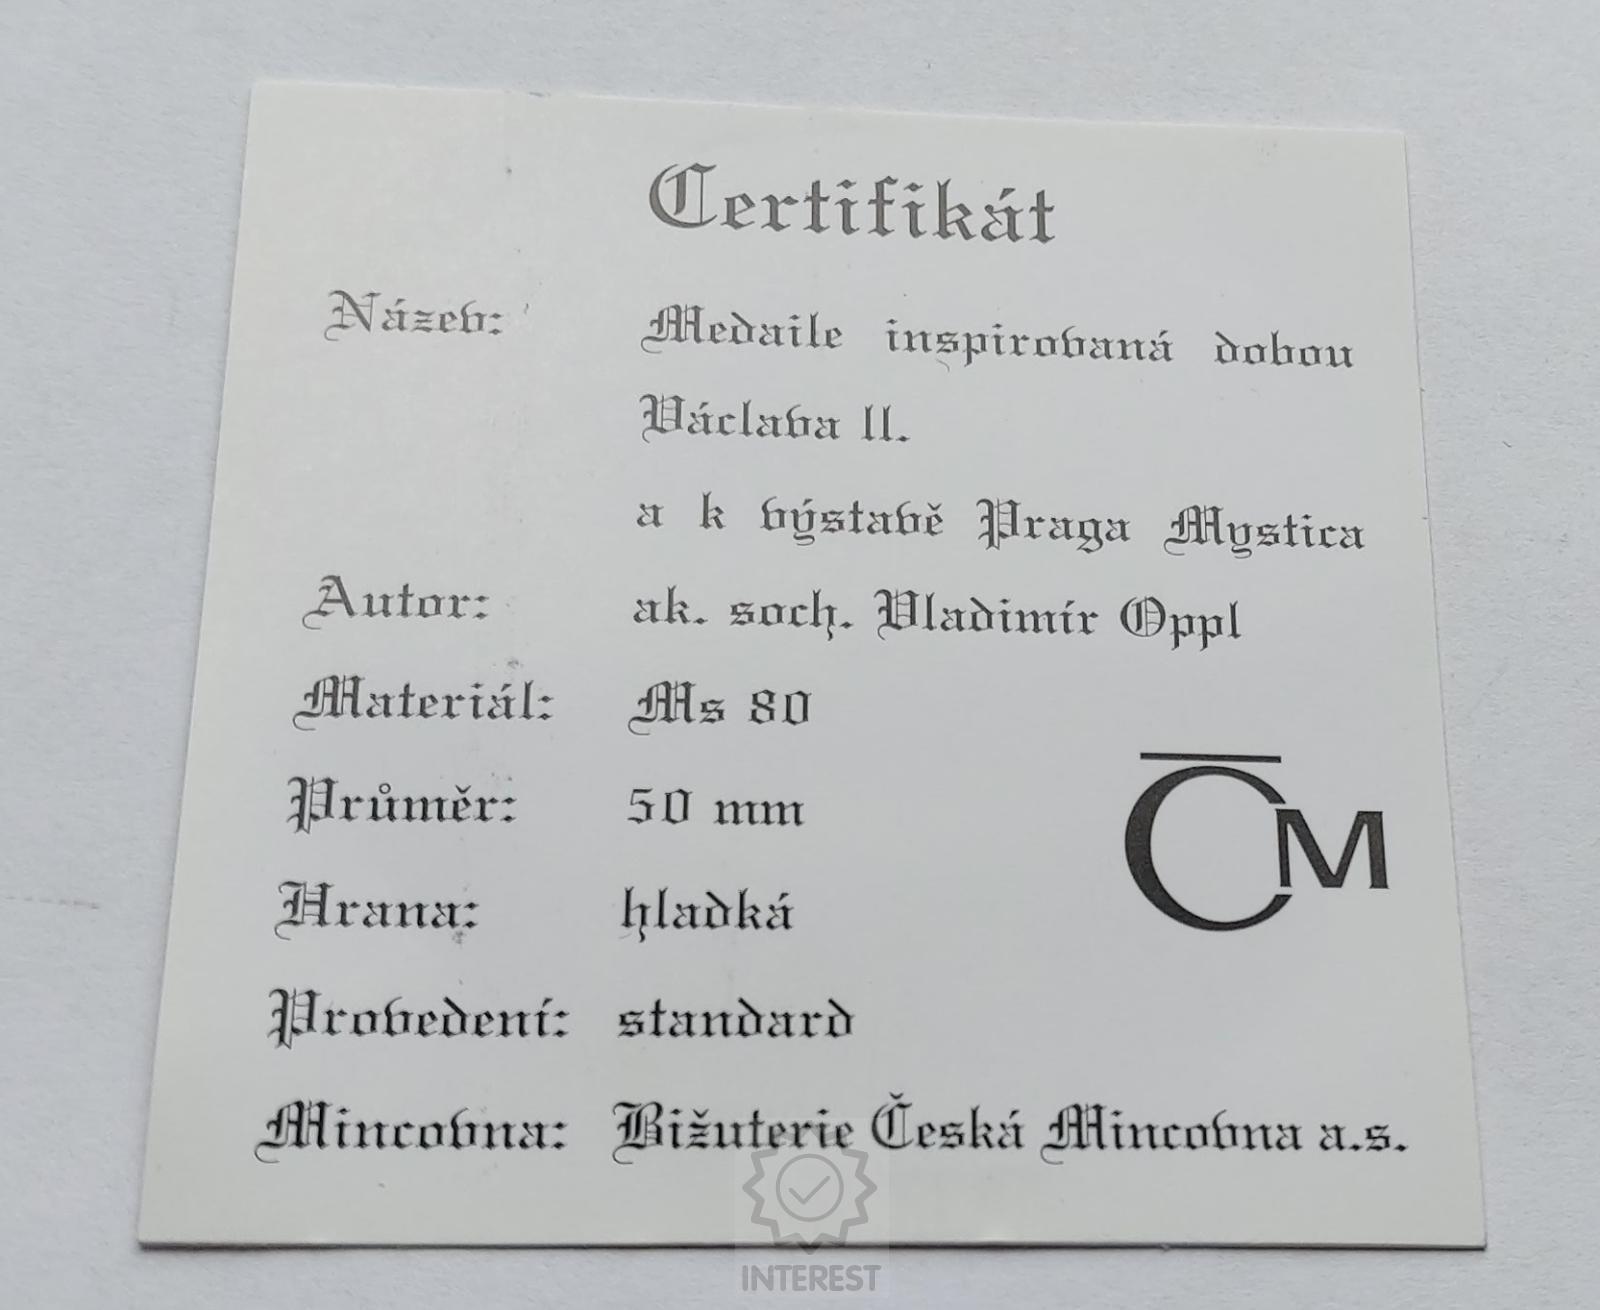 Certifikát
Název: Medaile inspirovaná dobou
Václava II.
a k výstavě Praga Mystica
Autor: ak. soch. Vladimír Oppl
Materiál: Ms 80
Průměr: 50 mm
ČM
Hrana: hladká
Provedení: standard
Mincovna: Bižuterie Česká Mincovna a.s.
INTEREST